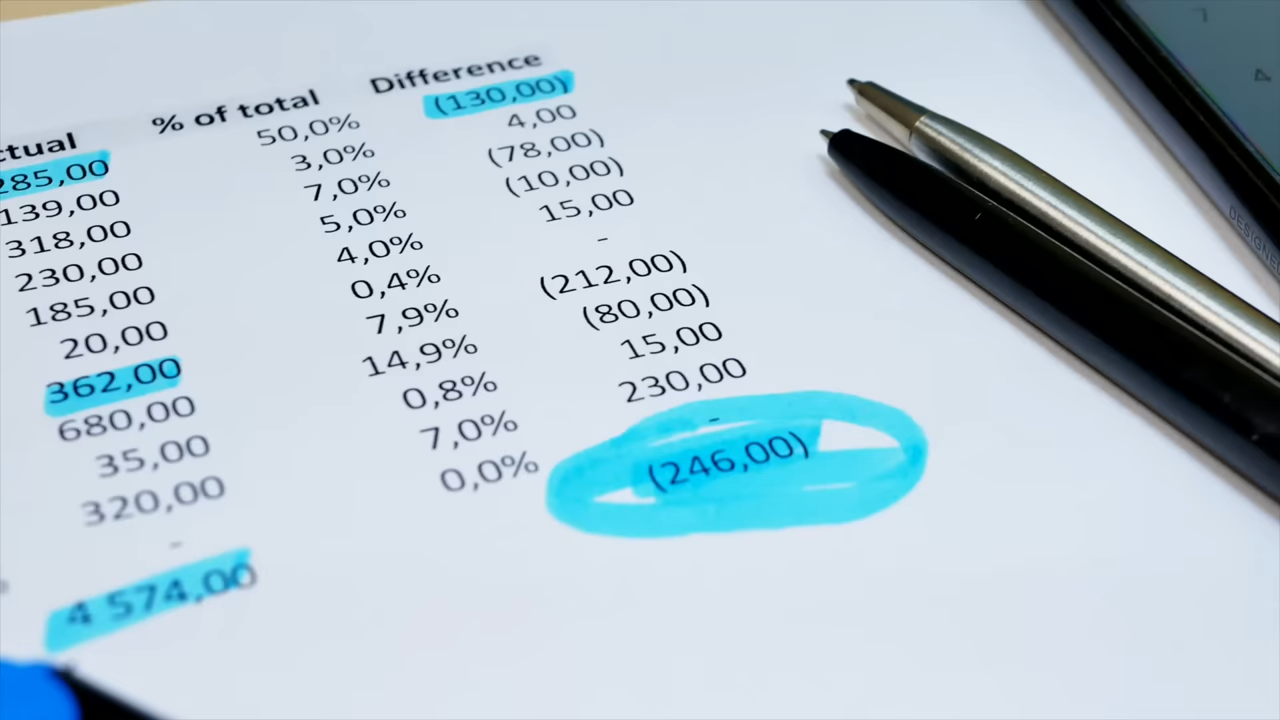 ctual % of total Difference
285,00 50,0% (130,00)
139,00 3,0% 4,00
318,00 7,0% (78,00)
230,00 5,0% (10,00)
185,00 4,0% 15,00
20,00 0,4% -
362,00 7,9% (212,00)
680,00 14,9% (80,00)
35,00 0,8% 15,00
320,00 7,0% 230,00
- 0,0% -
4 574,00 (246,00)
DESIGNE